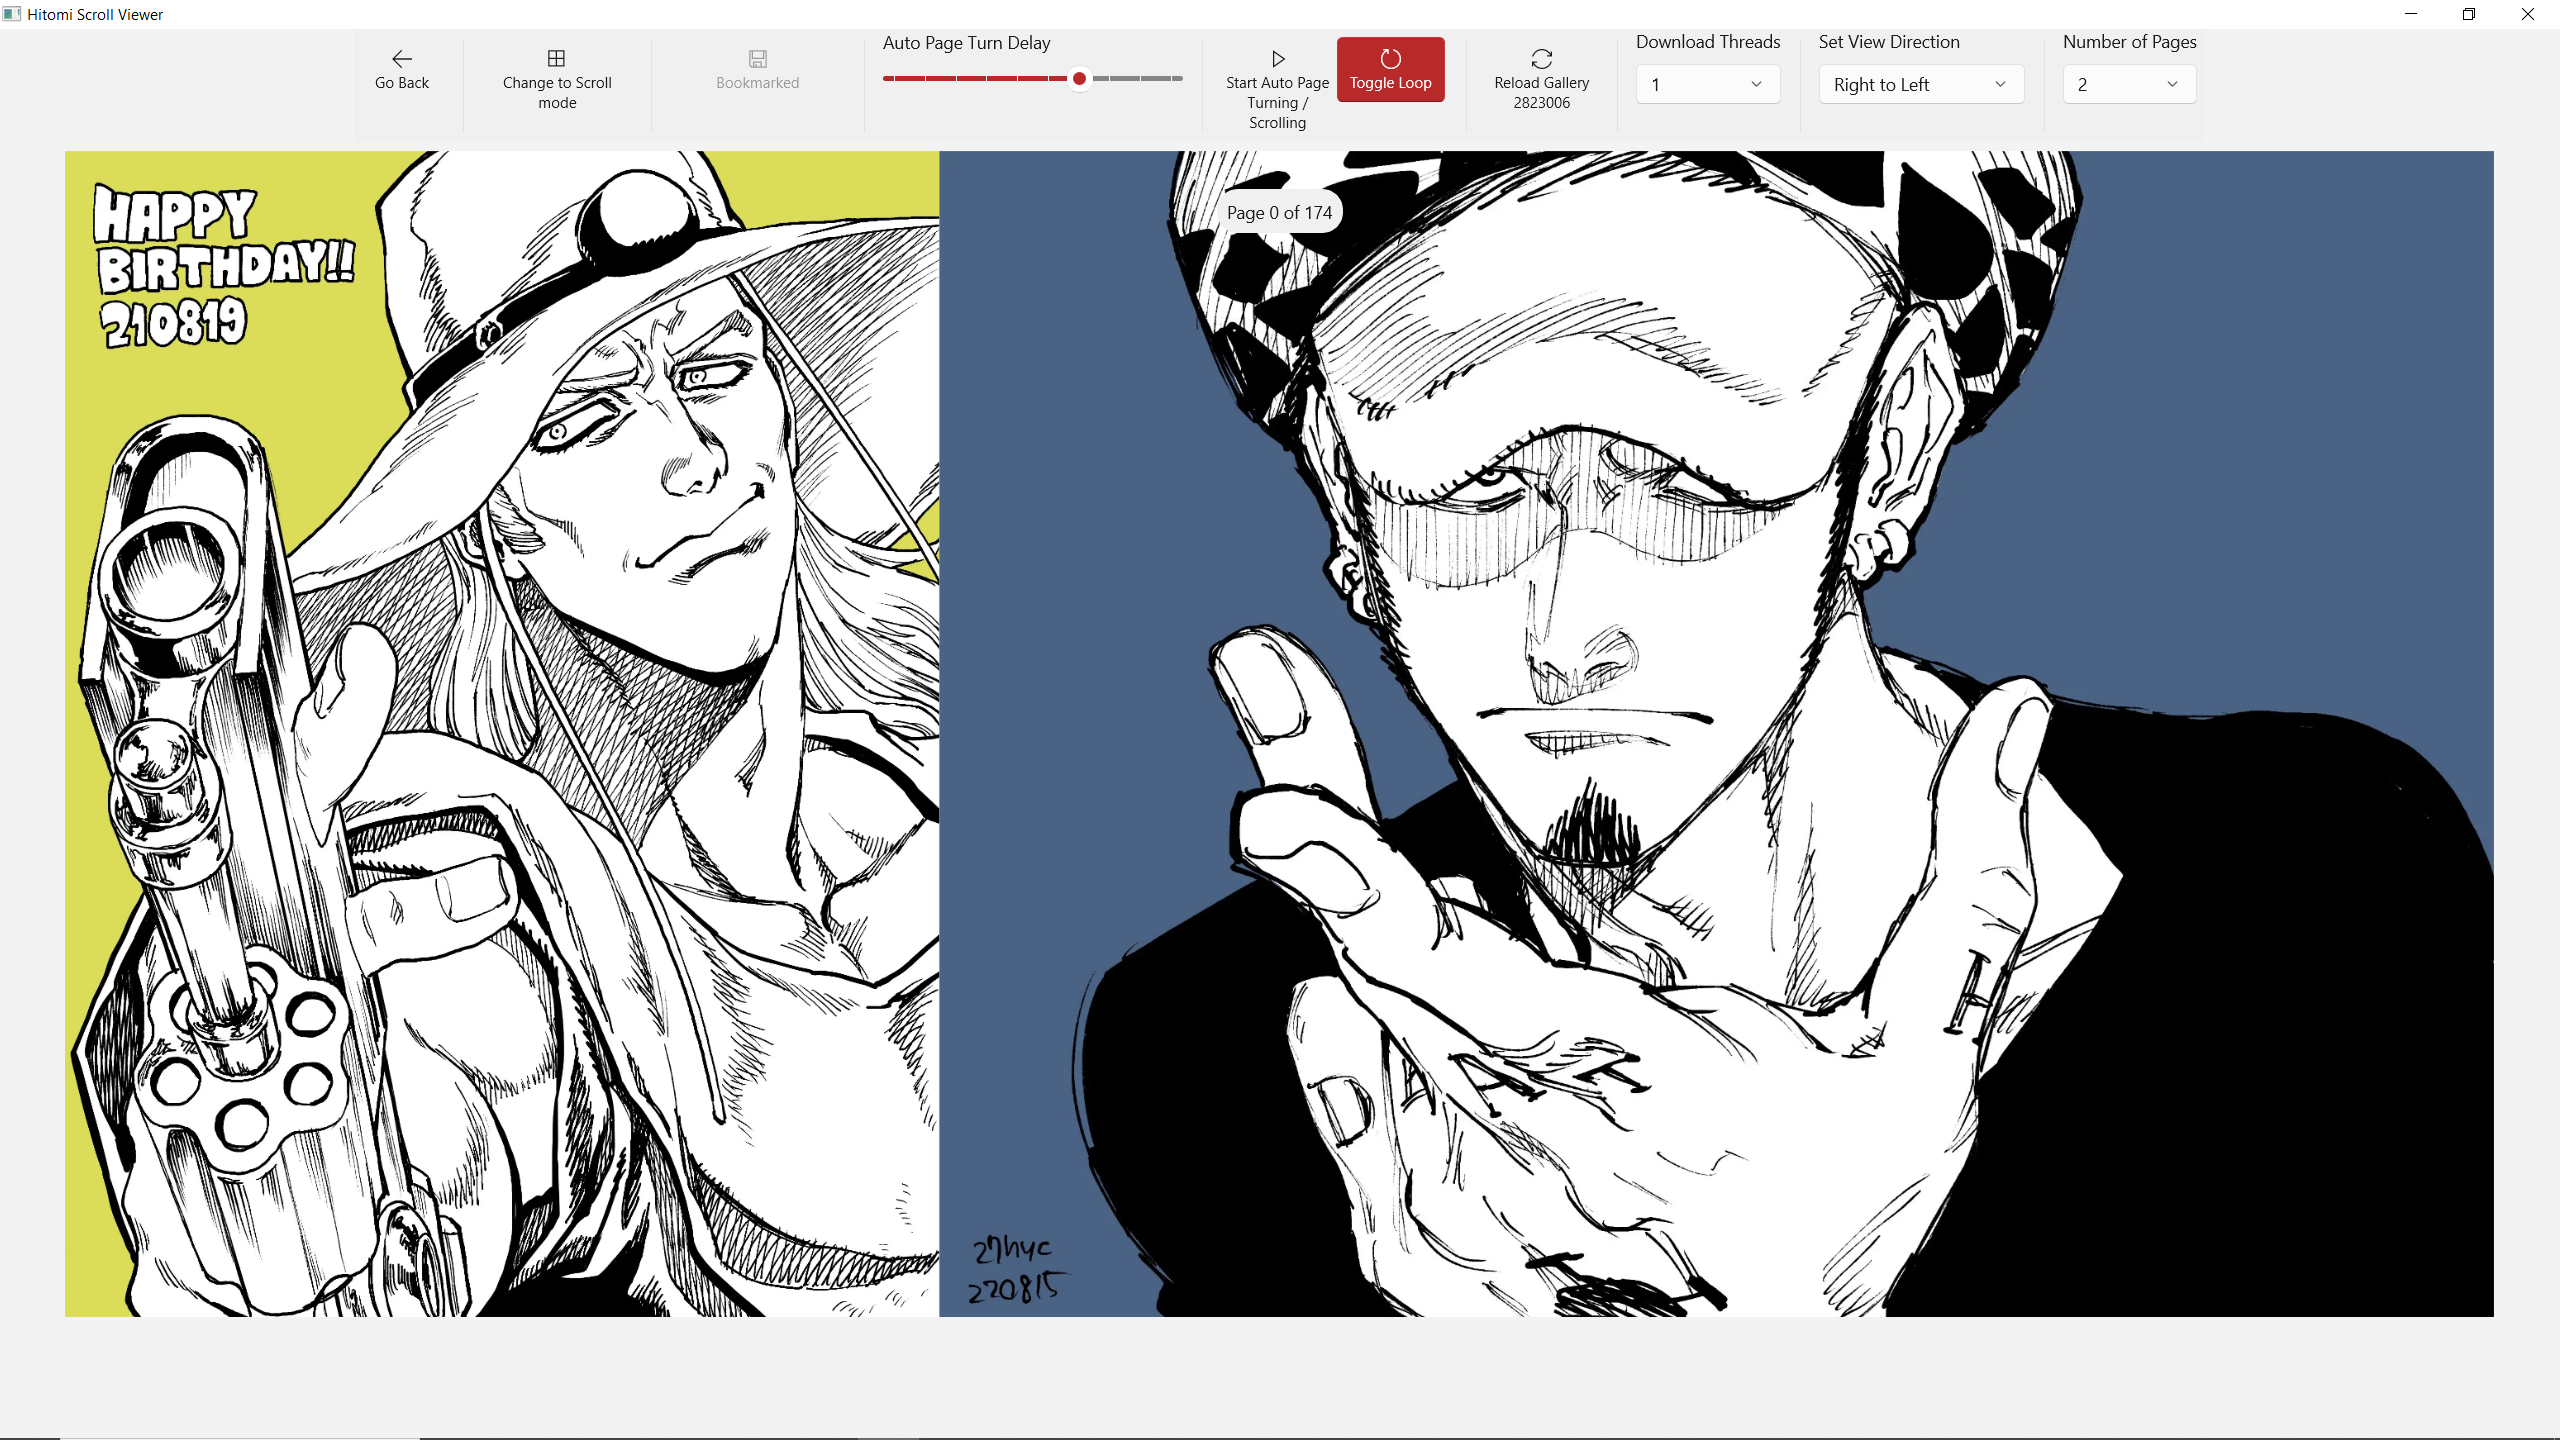 Hitomi Scroll Viewer
Auto Page Turn Delay
Download Threads
Set View Direction
Number of Pages
Go Back
Change to Scroll
mode
Bookmarked
Start Auto Page
Turning /
Scrolling
Toggle Loop
Reload Gallery
2823006
1
Right to Left
2
HAPPY
BIRTHDAY!!
210819
Page 0 of 174
27hyc
220815